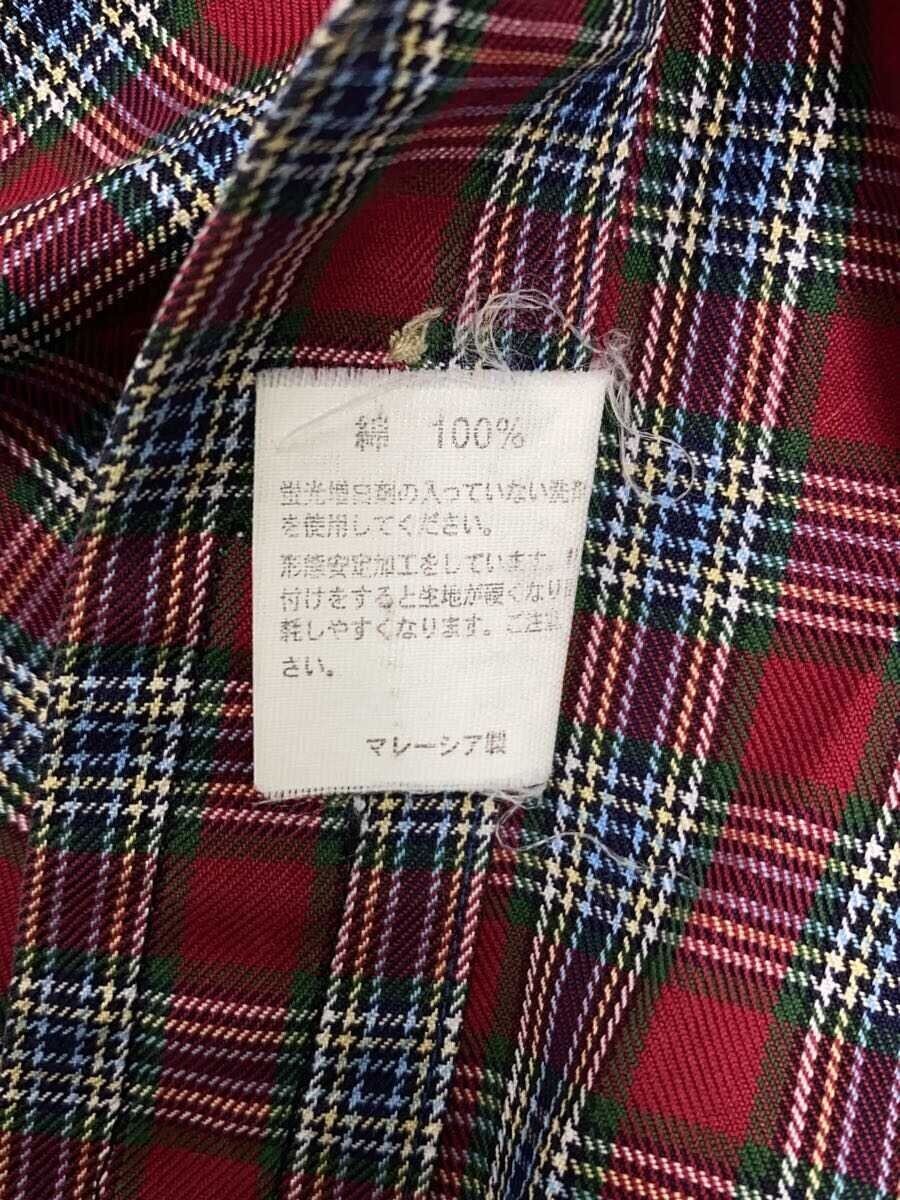 綿 100%
蛍光増白剤の入っていない洗剤
を使用してください。
形態安定加工をしています。
付けをすると生地が硬くなり
託しやすくなります。ご注意
さい。
マレーシア製